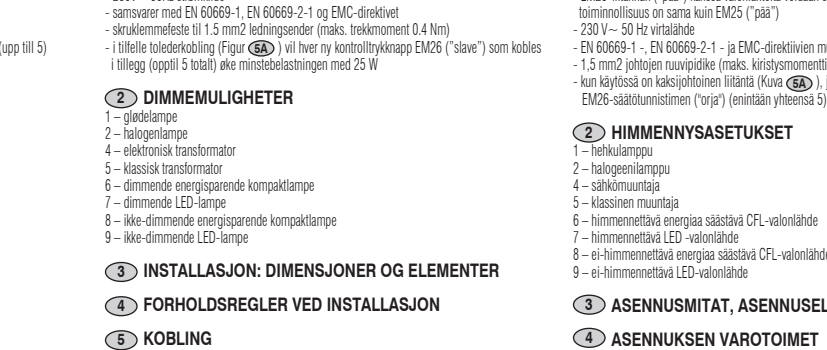 (upp till 5)
- samsvarer med EN 60669-1, EN 60669-2-1 og EMC-direktivet
- skruklemmefeste til 1.5 mm2 ledningsender (maks. trekkmoment 0.4 Nm)
- i tilfelle tolederkobling (Figur 5A ) vil hver ny kontrolltrykknapp EM26 ("slave") som kobles
i tillegg (opptil 5 totalt) øke minstebelastningen med 25 W
2 DIMMEMULIGHETER
1 – glødelampe
2 – halogenlampe
4 – elektronisk transformator
5 – klassisk transformator
6 – dimmende energisparende kompaktlampe
7 – dimmende LED-lampe
8 – ikke-dimmende energisparende kompaktlampe
9 – ikke-dimmende LED-lampe
3 INSTALLASJON: DIMENSJONER OG ELEMENTER
4 FORHOLDSREGLER VED INSTALLASJON
5 KOBLING
toiminnollisuus on sama kuin EM25 ("pää")
- 230 V~ 50 Hz virtalähde
- EN 60669-1 -, EN 60669-2-1 - ja EMC-direktiivien
- 1,5 mm2 johtojen ruuvipidike (maks. kiristysmomentti
- kun käytössä on kaksijohtoinen liitäntä (Kuva 5A ),
EM26-säätötunnistimen ("orja") (enintään yhteensä 5)
2 HIMMENNYSASETUKSET
1 – hehkulamppu
2 – halogeenilamppu
4 – sähkömuuntaja
5 – klassinen muuntaja
6 – himmennettävä energiaa säästävä CFL-valonlähde
7 – himmennettävä LED -valonlähde
8 – ei-himmennettävä energiaa säästävä CFL-valonlähde
9 – ei-himmennettävä LED-valonlähde
3 ASENNUSMITAT,
4 ASENNUKSEN VAROTOIMET